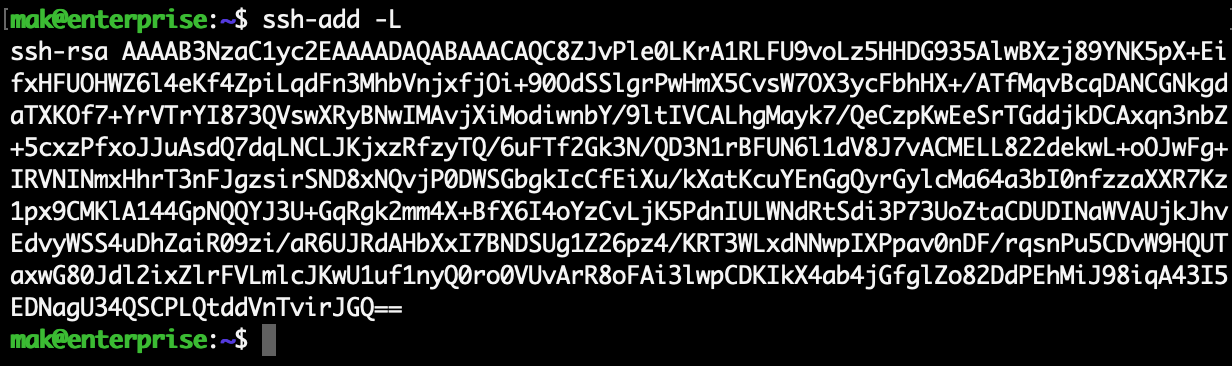 mak@enterprise:~$ ssh-add -L
ssh-rsa AAAAB3NzaC1yc2EAAAADAQABAAACAQC8ZJvPle0LKrA1RLFU9voLz5HHDG935AlwBXzj89YNK5pX+Ei
fxHFUOHWZ6l4eKf4ZpiLqdFn3MhbVnjxfjOi+90OdSSlgrPwHmX5CvsW7OX3ycFbhHX+/ATfMqvBcqDANCGNkgd
aTXKOf7+YrVTrYI873QVswXRyBNwIMAvjXiModiwnbY/9ltIVCALhgMayk7/QeCzpKwEeSrTGddjkDCAxqn3nbZ
+5cxzPfxoJJuAsdQ7dqLNCLJKjxzRfzyTQ/6uFTf2Gk3N/QD3N1rBFUN6l1dV8J7vACMELL822dekwL+oOJwFg+
IRVNINmxHhrT3nFJgzsirSND8xNQvjP0DWSGbgkIcCfEiXu/kXatKcuYEnGgQyrGylcMa64a3bI0nfzzaXXR7Kz
1px9CMKlA144GpNQQYJ3U+GqRgk2mm4X+BfX6I4oYzCvLjK5PdnIULWNdRtSdi3P73UoZtaCDUDINaWVAUjkJhv
EdvyWSS4uDhZaiR09zi/aR6UJRdAHbXxI7BNDSUg1Z26pz4/KRT3WLxdNNwpIXPpav0nDF/rqsnPu5CDvW9HQUT
axwG80Jdl2ixZlrFVLmlcJKwU1uf1nyQ0ro0VUvArR8oFAi3lwpCDKIkX4ab4jGfglZo82DdPEhMiJ98iqA43I5
EDNagU34QSCPLQtddVnTvirJGQ==
mak@enterprise:~$